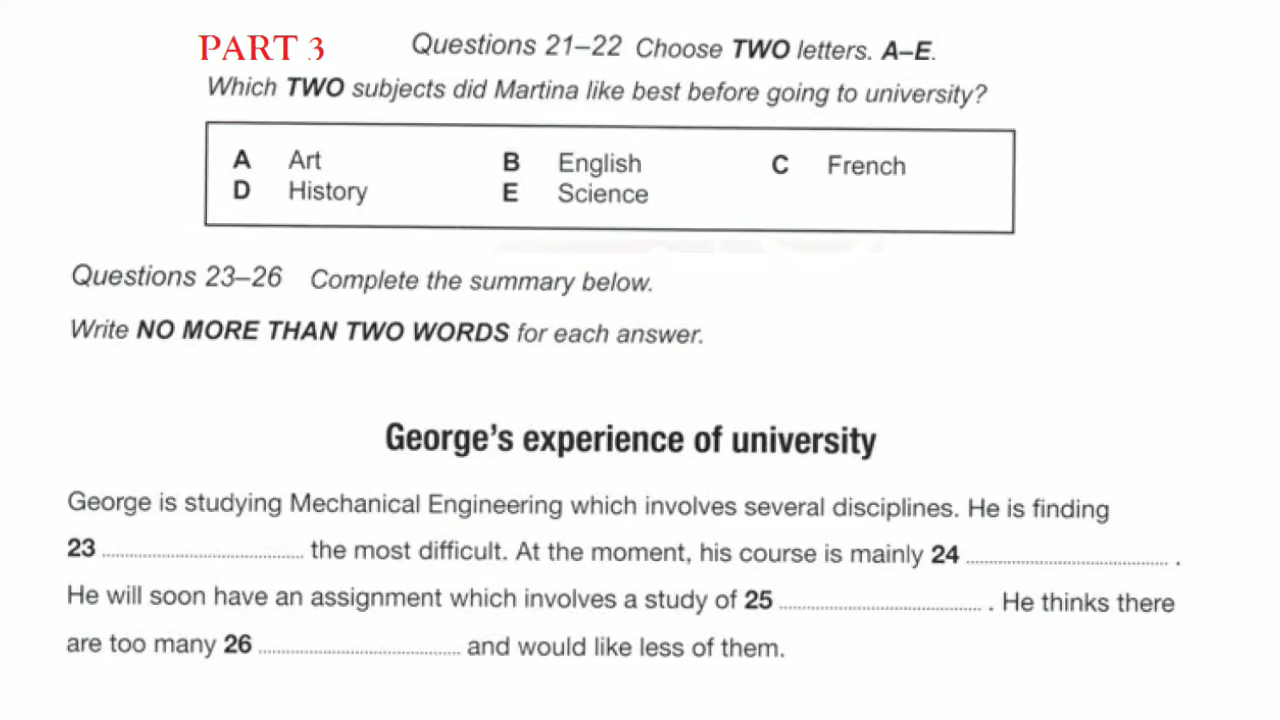 PART 3 Questions 21–22 Choose TWO letters. A–E.
Which TWO subjects did Martina like best before going to university?
A Art B English C French
D History E Science
Questions 23–26 Complete the summary below.
Write NO MORE THAN TWO WORDS for each answer.
George's experience of university
George is studying Mechanical Engineering which involves several disciplines. He is finding
23 .................................. the most difficult. At the moment, his course is mainly 24 .................................. .
He will soon have an assignment which involves a study of 25 .................................. . He thinks there
are too many 26 .................................. and would like less of them.